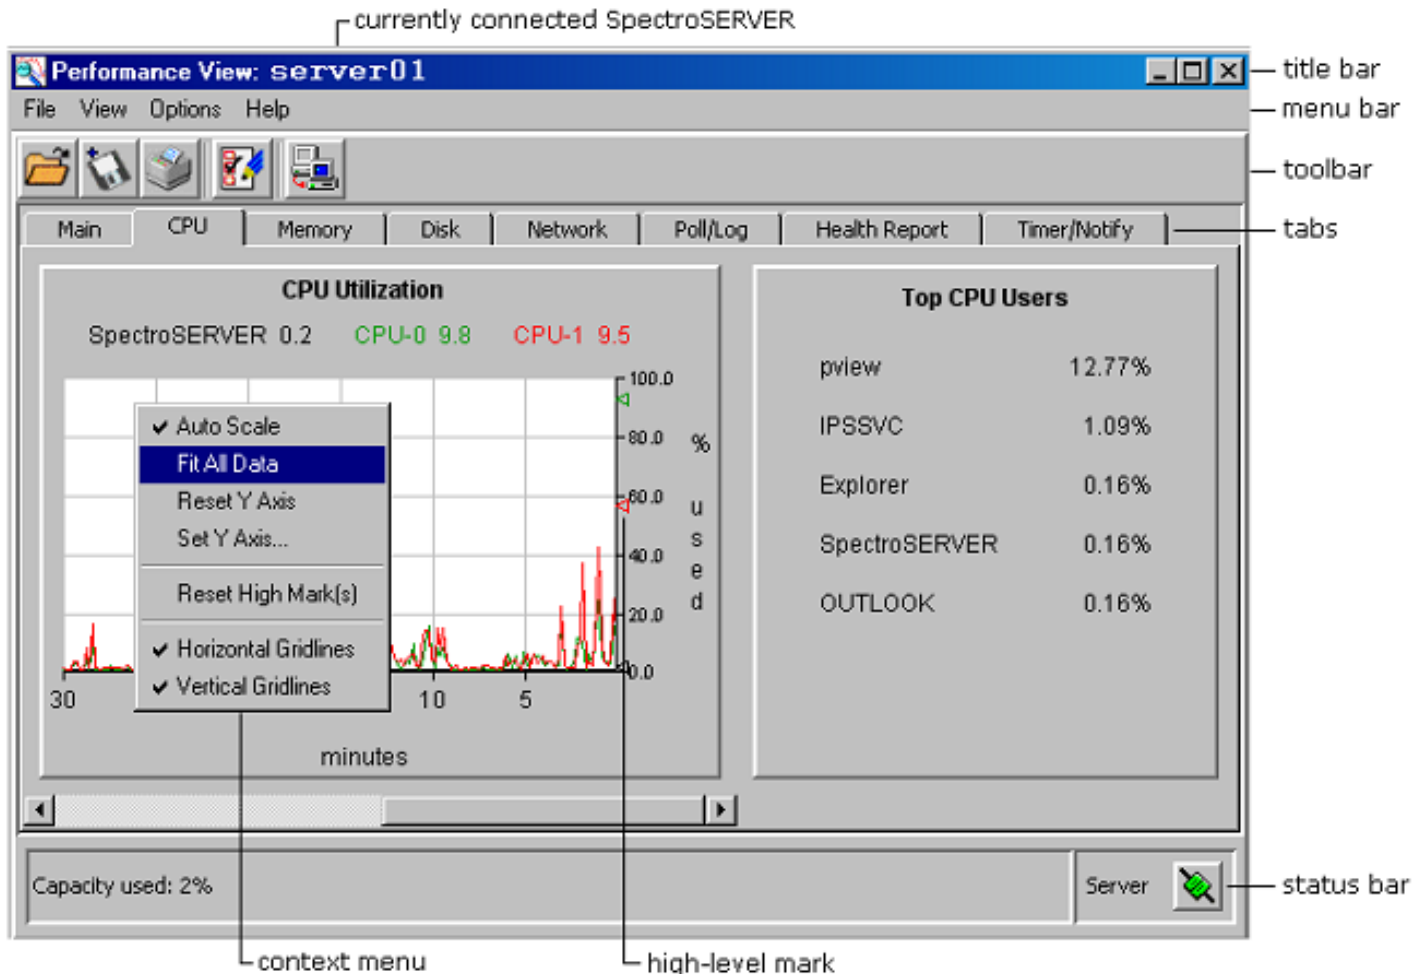 currently connected SpectroSERVER
Performance View: server01
title bar
File View Options Help
menu bar
toolbar
Main CPU Memory Disk Network Poll/Log Health Report Timer/Notify
tabs
CPU Utilization
SpectroSERVER 0.2 CPU-0 9.8 CPU-1 9.5
100.0
80.0
60.0
40.0
20.0
0.0
% used
Auto Scale
Fit All Data
Reset Y Axis
Set Y Axis...
Reset High Mark(s)
Horizontal Gridlines
Vertical Gridlines
30 10 5
minutes
Top CPU Users
pview 12.77%
IPSSVC 1.09%
Explorer 0.16%
SpectroSERVER 0.16%
OUTLOOK 0.16%
Capacity used: 2%
Server
status bar
context menu
high-level mark